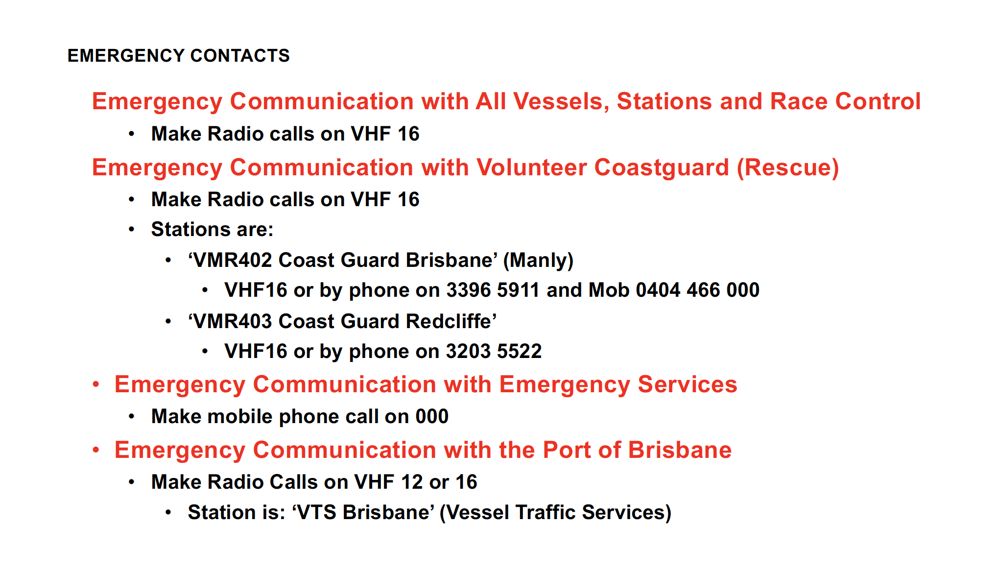 EMERGENCY CONTACTS
Emergency Communication with All Vessels, Stations and Race Control
• Make Radio calls on VHF 16
Emergency Communication with Volunteer Coastguard (Rescue)
• Make Radio calls on VHF 16
• Stations are:
• ‘VMR402 Coast Guard Brisbane’ (Manly)
• VHF16 or by phone on 3396 5911 and Mob 0404 466 000
• ‘VMR403 Coast Guard Redcliffe’
• VHF16 or by phone on 3203 5522
• Emergency Communication with Emergency Services
• Make mobile phone call on 000
• Emergency Communication with the Port of Brisbane
• Make Radio Calls on VHF 12 or 16
• Station is: ‘VTS Brisbane’ (Vessel Traffic Services)